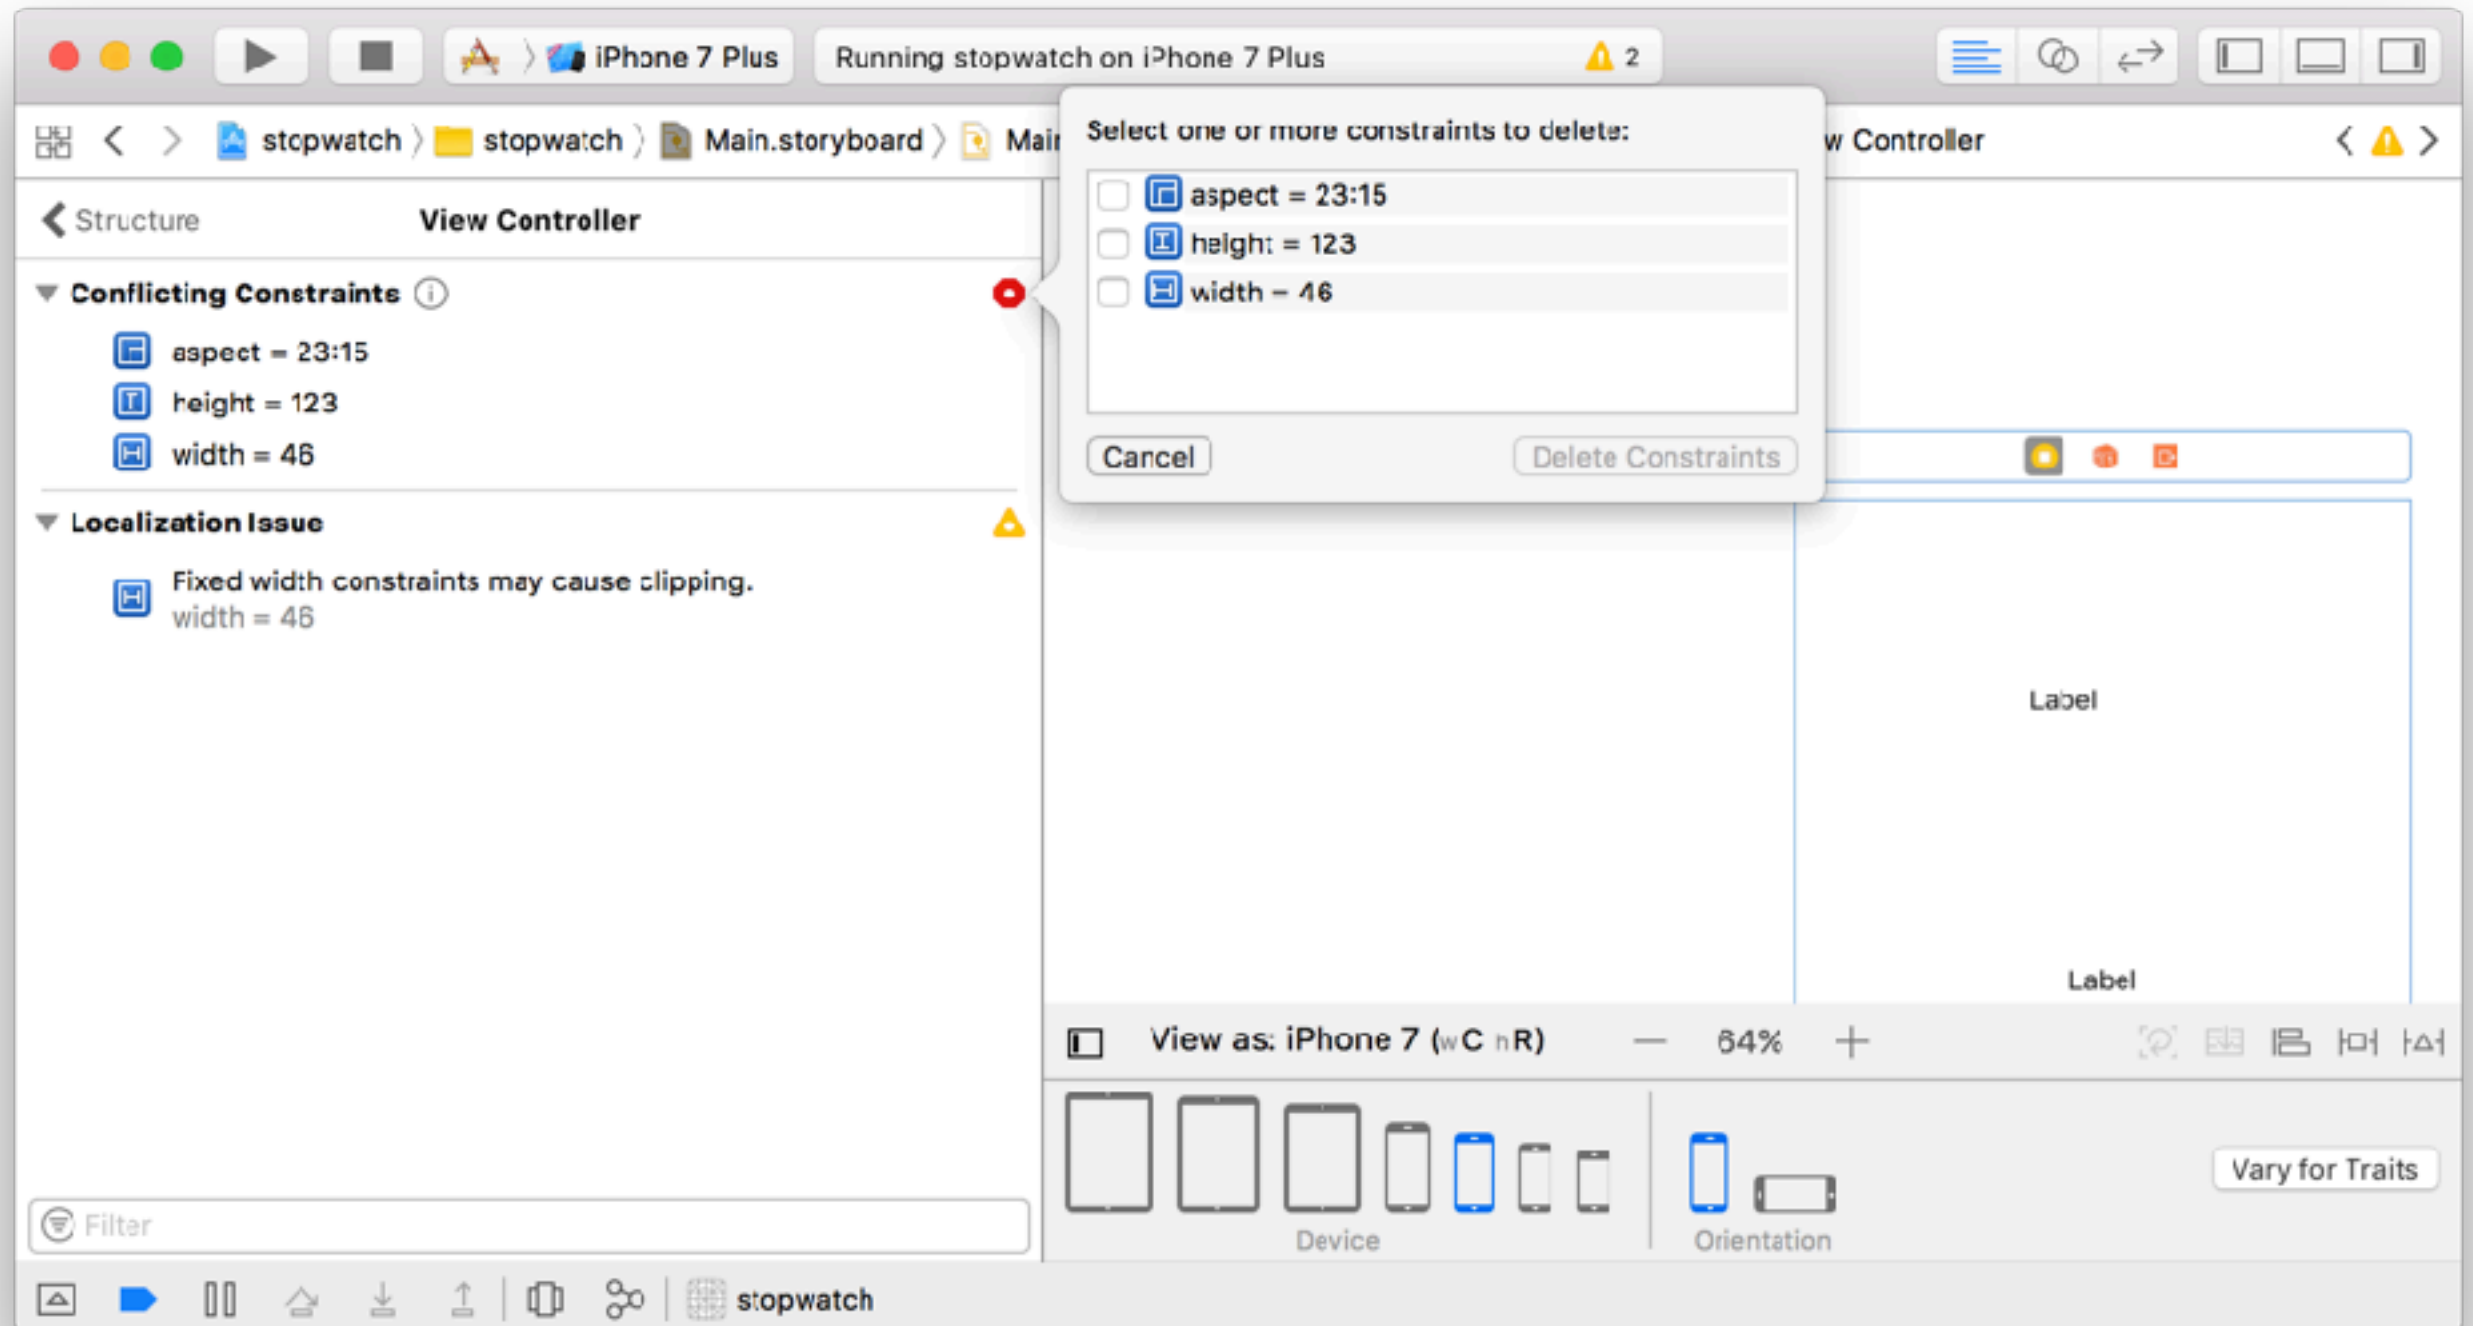 iPhone 7 Plus
Running stopwatch on iPhone 7 Plus
2
stopwatch
stopwatch
Main.storyboard
Mai
w Controller
Select one or more constraints to delete:
aspect = 23:15
height = 123
width = 46
Cancel
Delete Constraints
Structure
View Controller
Conflicting Constraints
aspect = 23:15
height = 123
width = 46
Localization Issue
Fixed width constraints may cause clipping.
width = 46
Label
Label
View as: iPhone 7 (wC hR)
64%
Device
Orientation
Vary for Traits
Filter
stopwatch